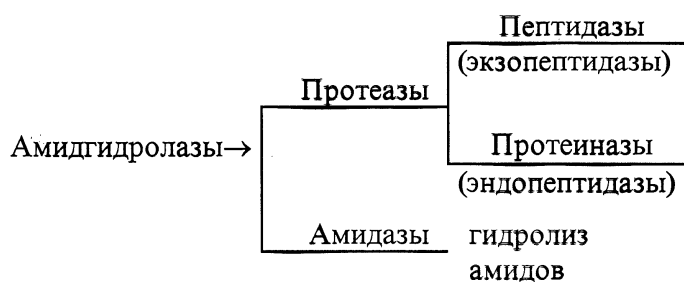 Пептидазы
(экзопептидазы)
Протеазы
Амидгидролазы→
Протеиназы
(эндопептидазы)
Амидазы гидролиз
амидов